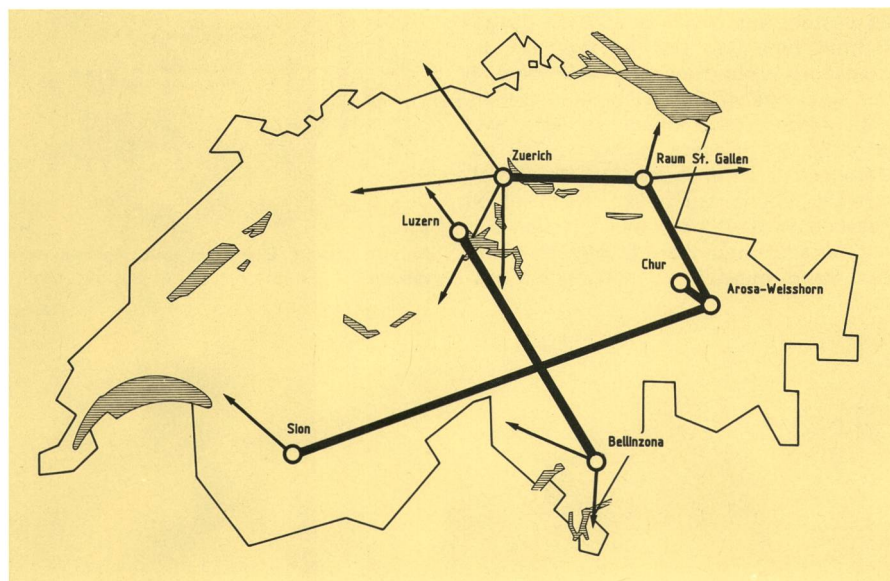 Zuerich
Raum St. Gallen
Luzern
Chur
Arosa-Weisshorn
Sion
Bellinzona